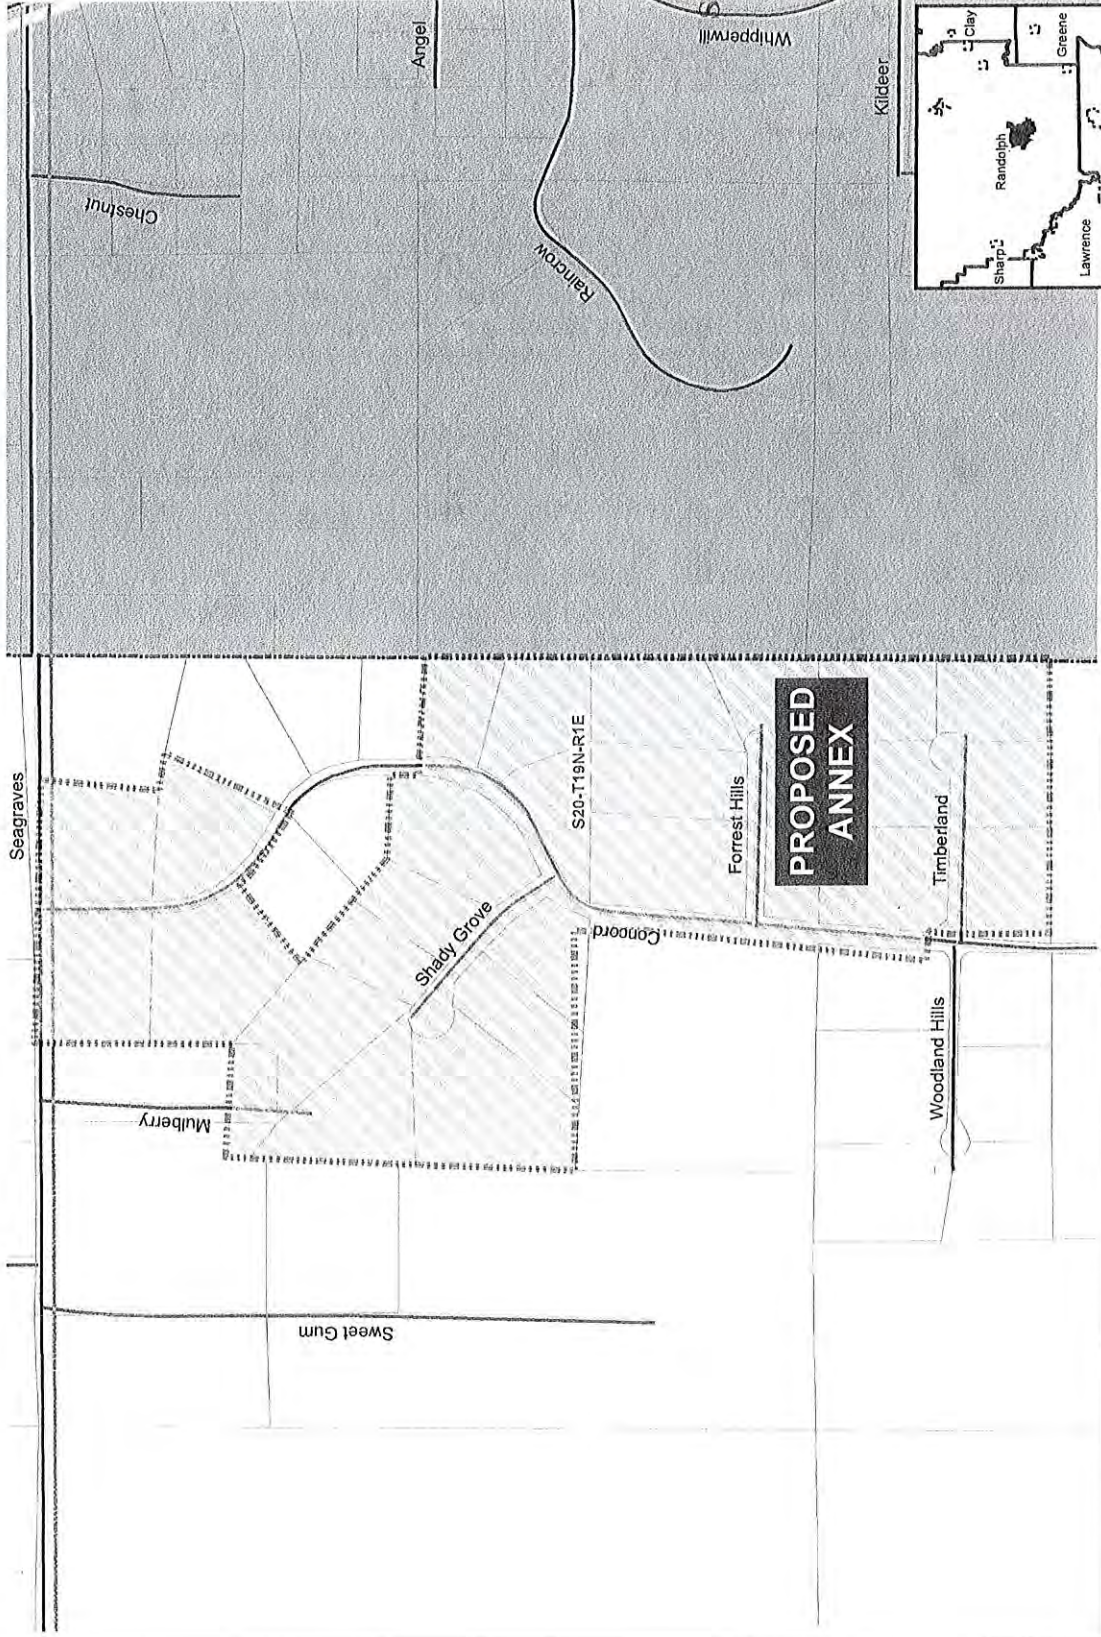 Seagraves
Chestnut
Angel
Whipperwill
Raincrow
Kildeer
Mulberry
Shady Grove
Sweet Gum
S20-T19N-R1E
Concord
Forrest Hills
PROPOSED
ANNEX
Timberland
Woodland Hills
Clay
Greene
Randolph
Sharp
Lawrence